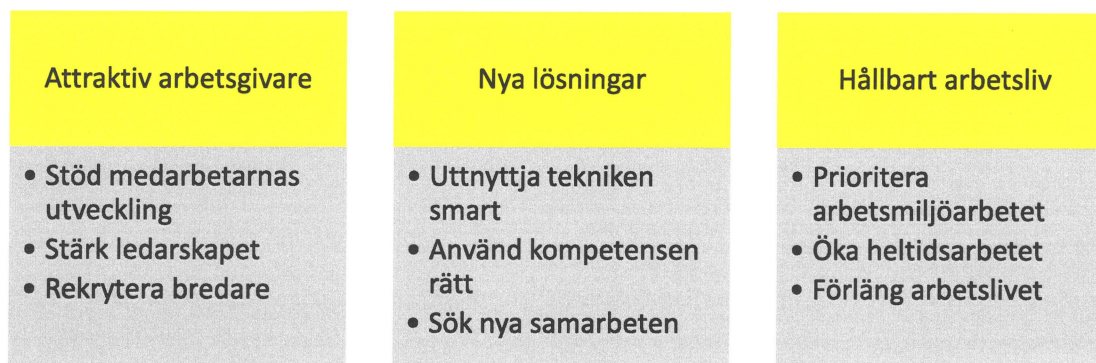 Attraktiv arbetsgivare
• Stöd medarbetarnas
utveckling
• Stärk ledarskapet
• Rekrytera bredare
Nya lösningar
• Uttnyttja tekniken
smart
• Använd kompetensen
rätt
• Sök nya samarbeten
Hållbart arbetsliv
• Prioritera
arbetsmiljöarbetet
• Öka heltidsarbetet
• Förläng arbetslivet